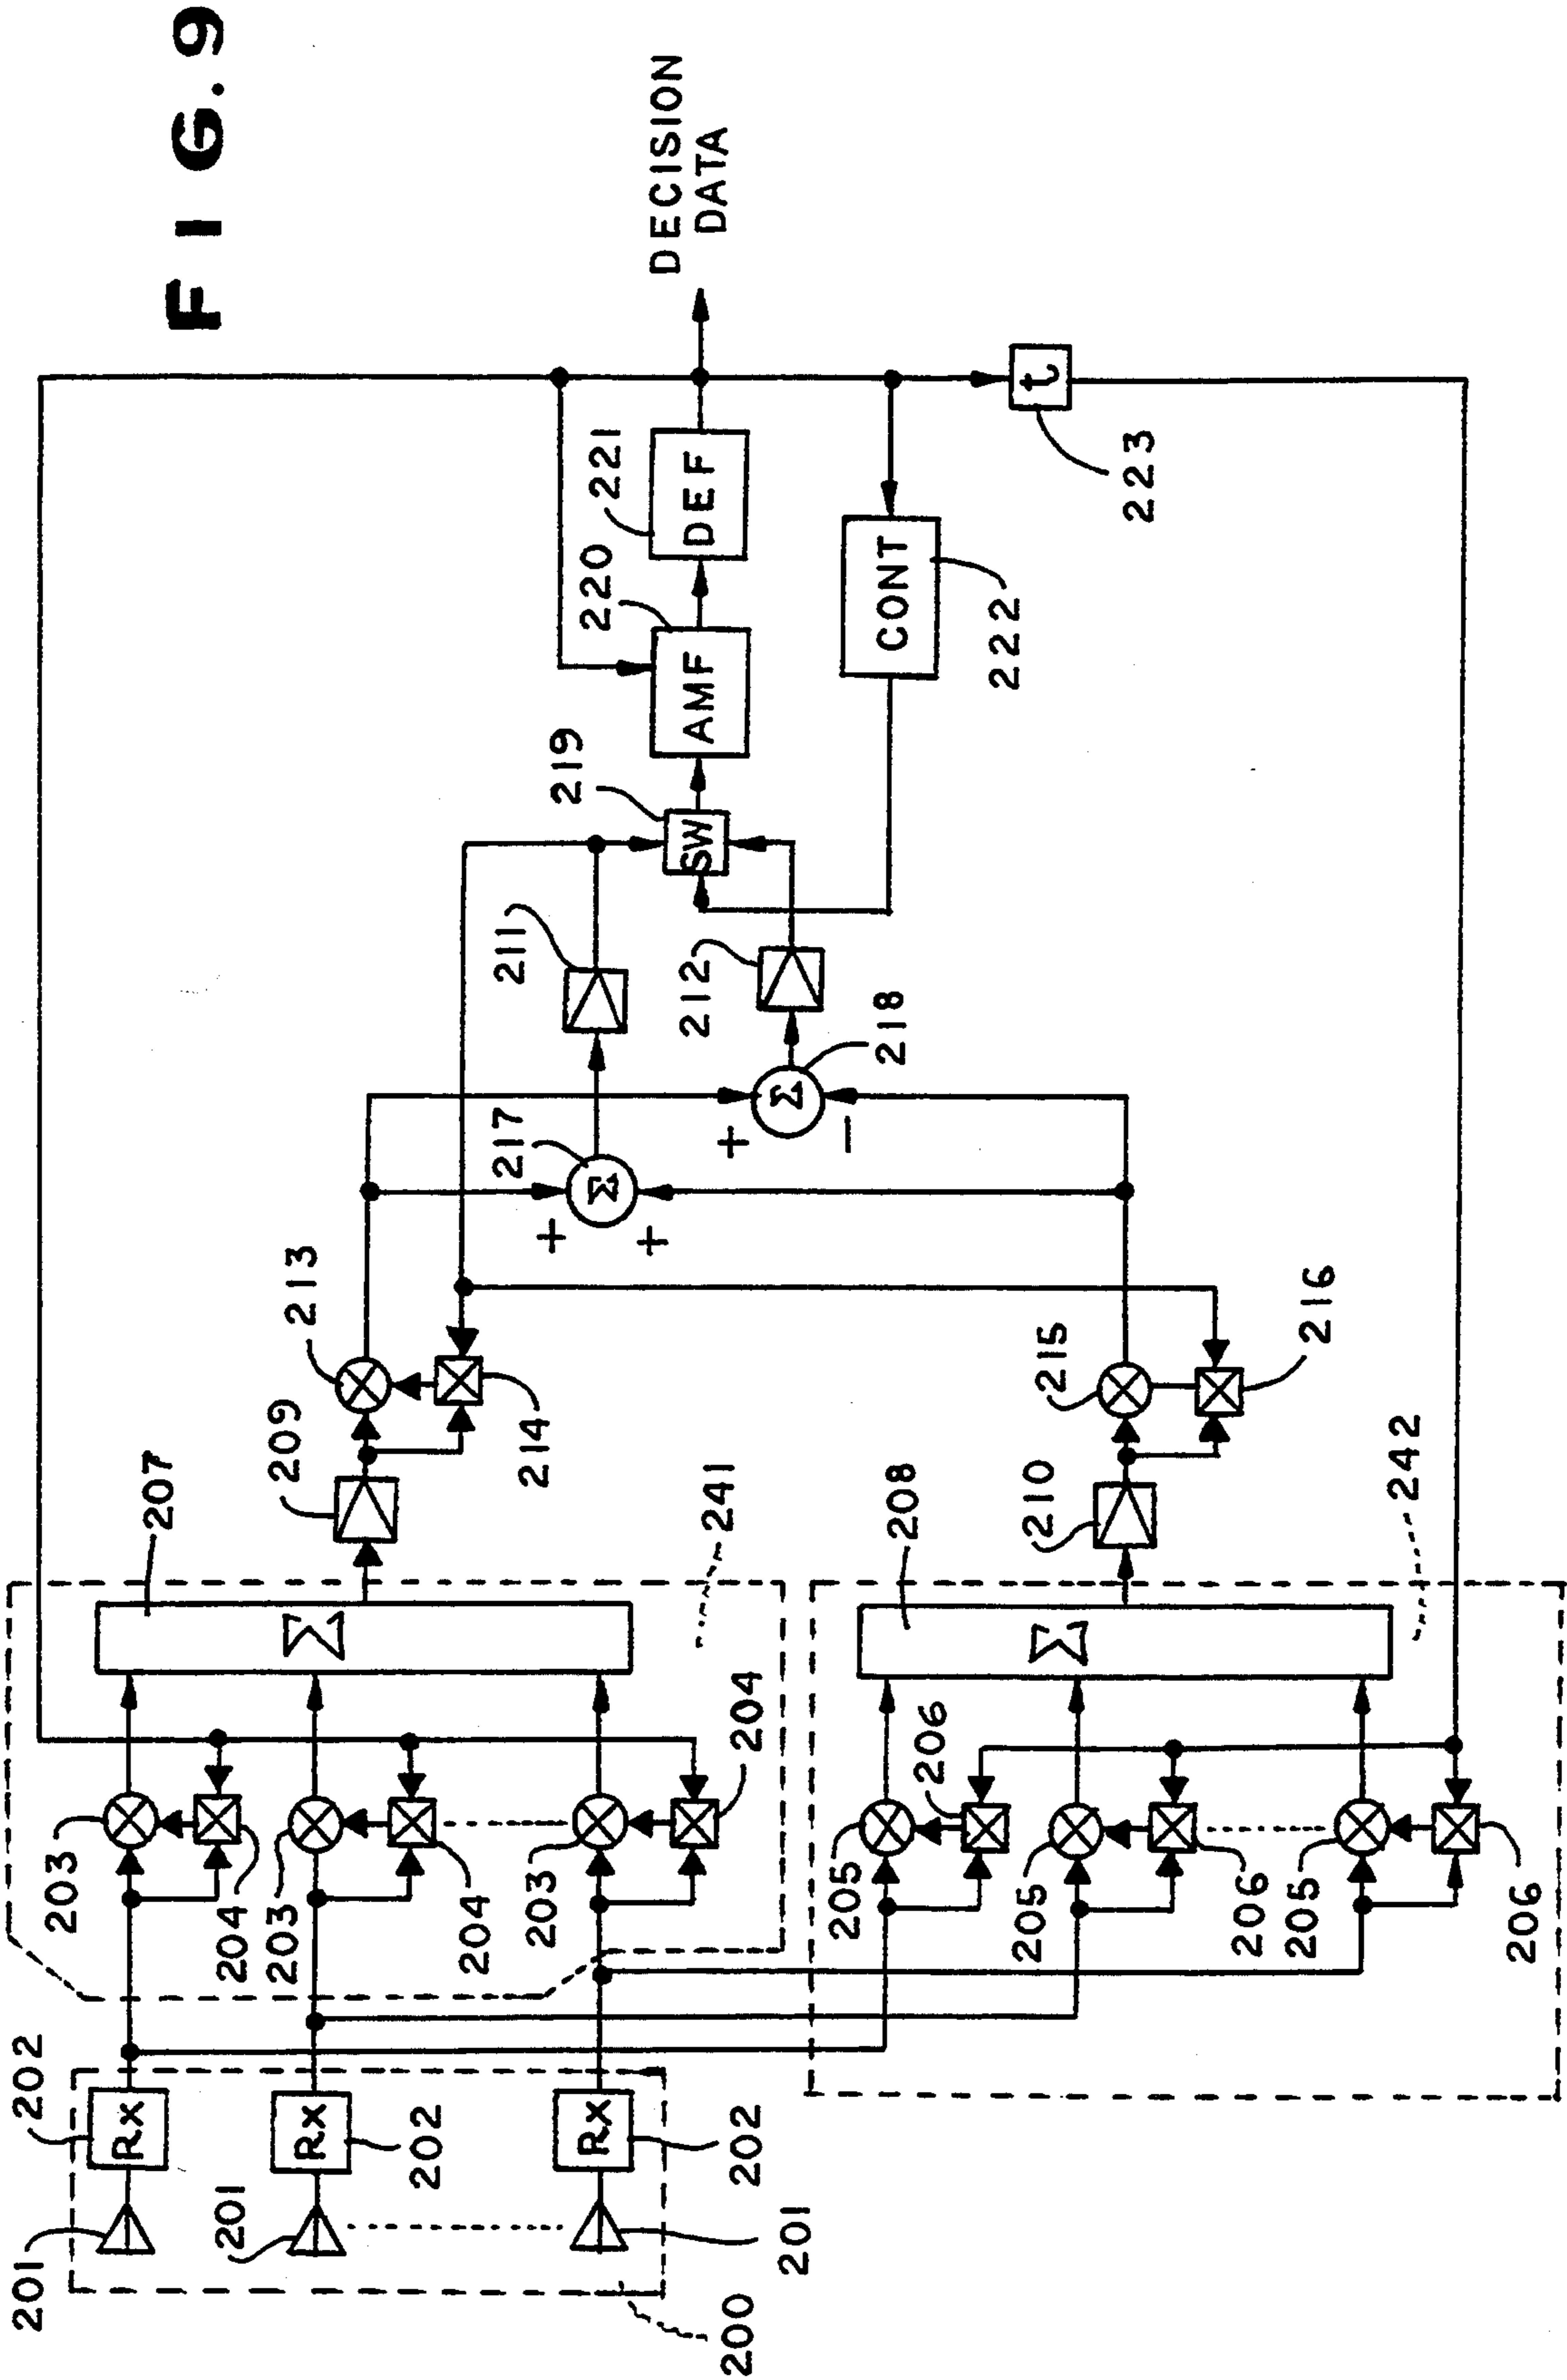 FIG.9
201
202
Rx
203
204
207
Σ
209
213
214
201
202
Rx
203
204
241
217
Σ
+
+
211
219
SW
220
AMF
221
DEF
DECISION
DATA
201
202
Rx
203
204
200
218
Σ
+
−
212
222
CONT
223
t
205
206
208
Σ
210
215
216
205
206
242
205
206